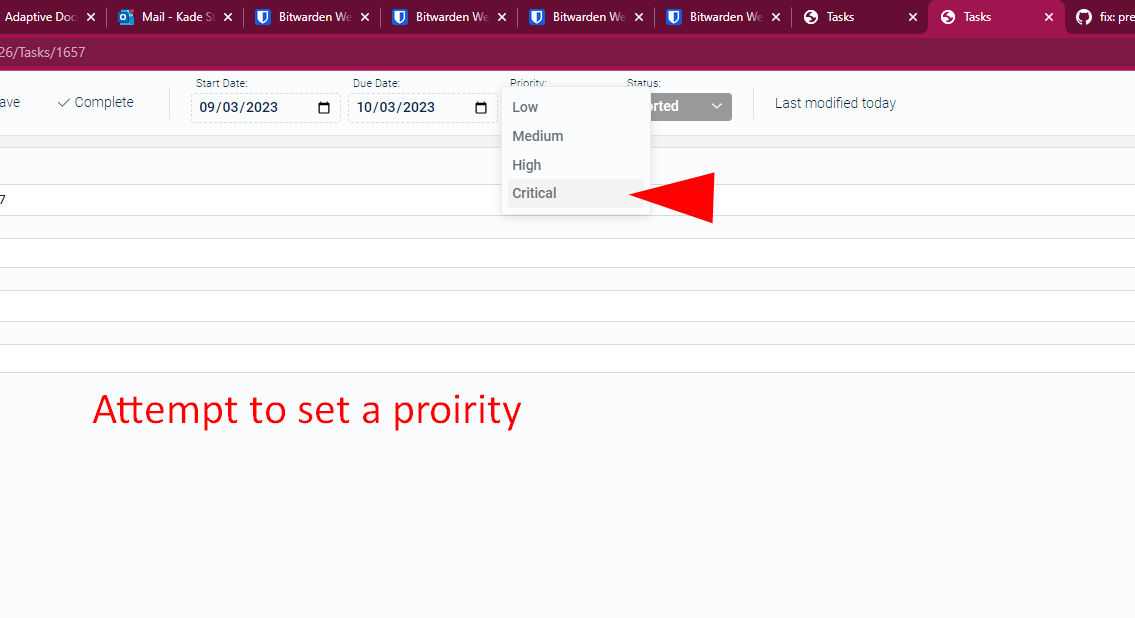 Adaptive Doc
Mail - Kade St
Bitwarden We
Bitwarden We
Bitwarden We
Bitwarden We
Tasks
Tasks
fix: pre
26/Tasks/1657
ave
Complete
Start Date:
09/03/2023
Due Date:
10/03/2023
Priority:
Low
Medium
High
Critical
Status:
orted
Last modified today
7
Attempt to set a proirity